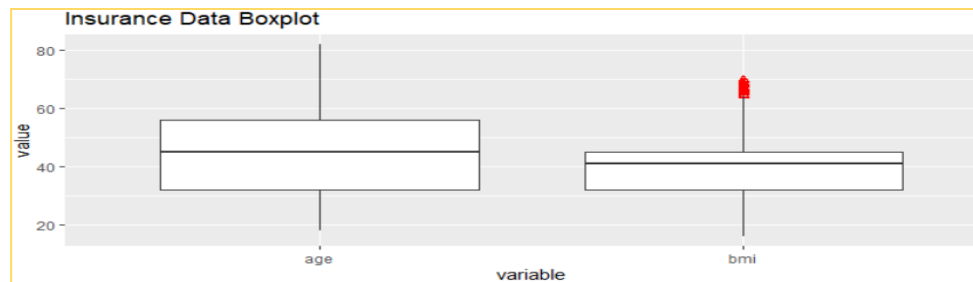 Insurance Data Boxplot
80
60
40
20
value
age
bmi
variable